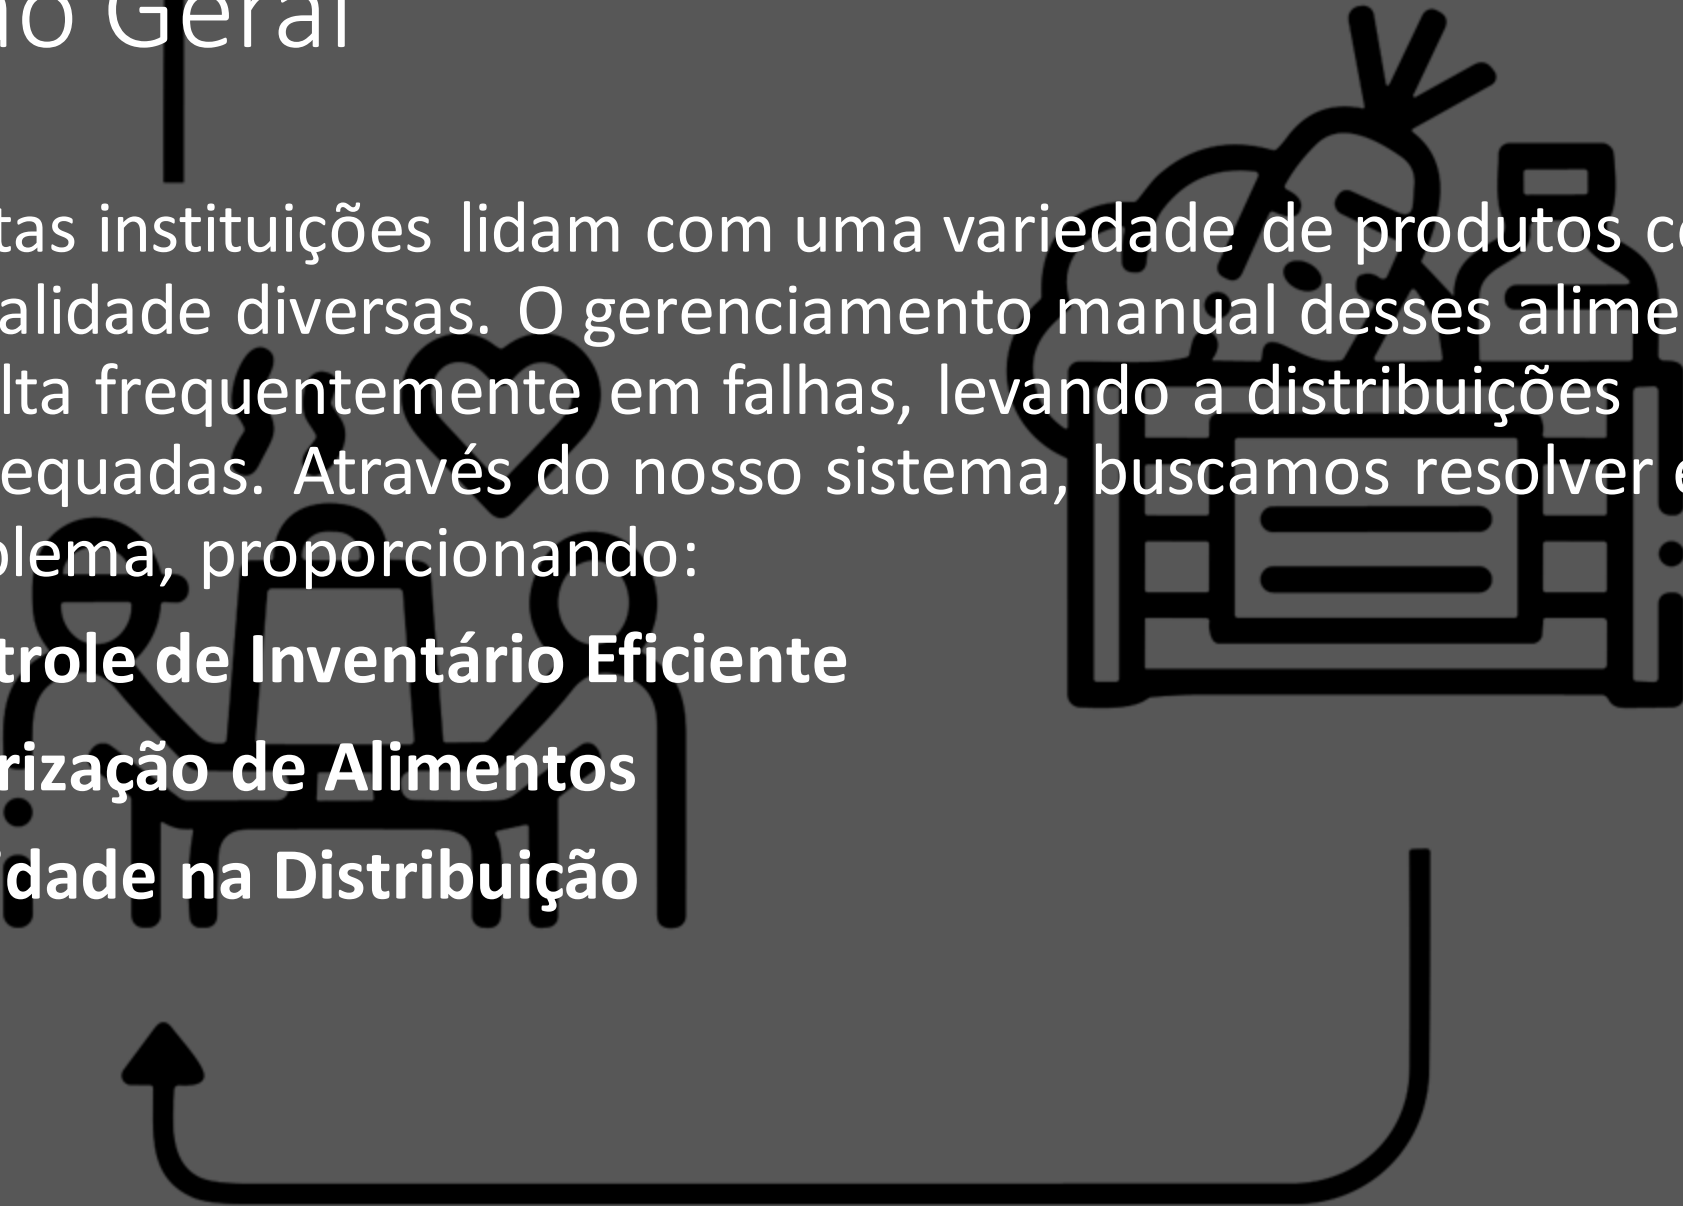 ão Geral
tas instituições lidam com uma variedade de produtos
alidade diversas. O gerenciamento manual desses alime
lta frequentemente em falhas, levando a distribuições
equadas. Através do nosso sistema, buscamos resolver
blema, proporcionando:
trole de Inventário Eficiente
rização de Alimentos
idade na Distribuição